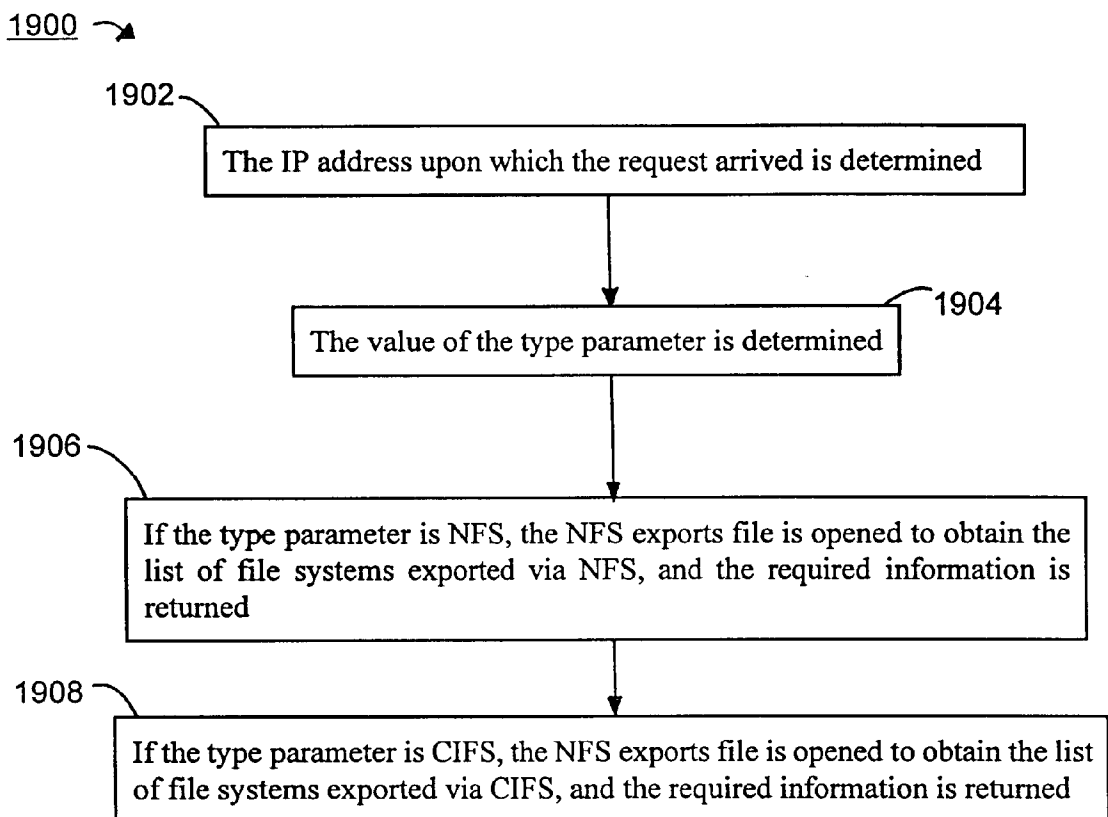 1900
1902
The IP address upon which the request arrived is determined
1904
The value of the type parameter is determined
1906
If the type parameter is NFS, the NFS exports file is opened to obtain the
list of file systems exported via NFS, and the required information is
returned
1908
If the type parameter is CIFS, the NFS exports file is opened to obtain the list
of file systems exported via CIFS, and the required information is returned